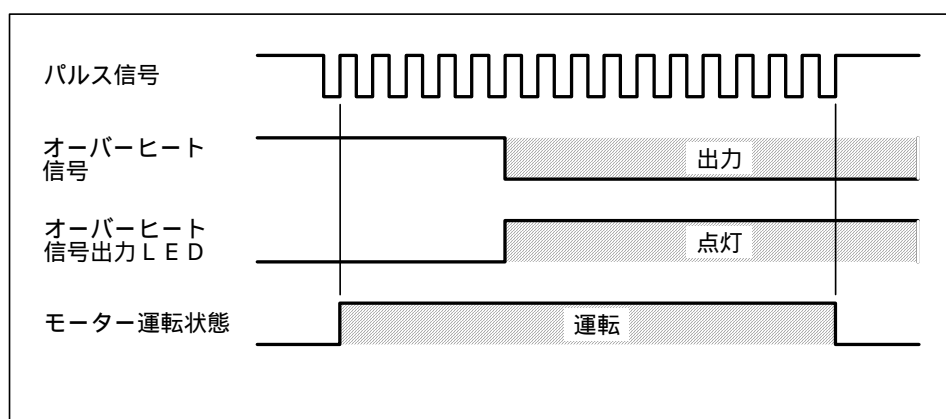 パルス信号
オーバーヒート
信号
出力
オーバーヒート
信号出力ＬＥＤ
点灯
モーター運転状態
運転